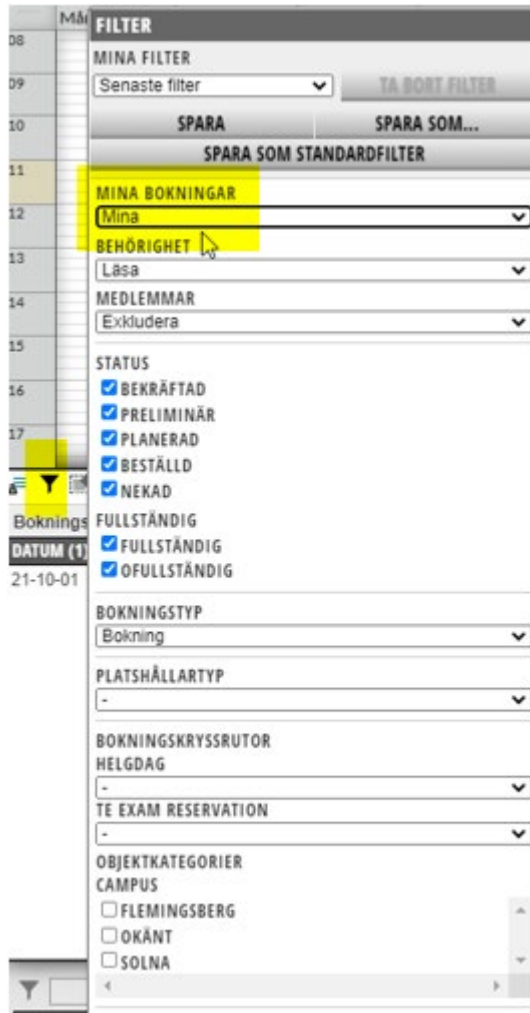 Mån
FILTER
08
MINA FILTER
09
Senaste filter
TA BORT FILTER
10
SPARA
SPARA SOM...
SPARA SOM STANDARDFILTER
11
MINA BOKNINGAR
12
Mina
BEHÖRIGHET
13
Läsa
MEDLEMMAR
14
Exkludera
15
STATUS
16
BEKRÄFTAD
PRELIMINÄR
17
PLANERAD
BESTÄLLD
NEKAD
Boknings
FULLSTÄNDIG
DATUM (1)
FULLSTÄNDIG
21-10-01
OFULLSTÄNDIG
BOKNINGSTYP
Bokning
PLATSHÅLLARTYP
-
BOKNINGSKRYSSRUTOR
HELGDAG
-
TE EXAM RESERVATION
-
OBJEKTKATEGORIER
CAMPUS
FLEMINGSBERG
OKÄNT
SOLNA